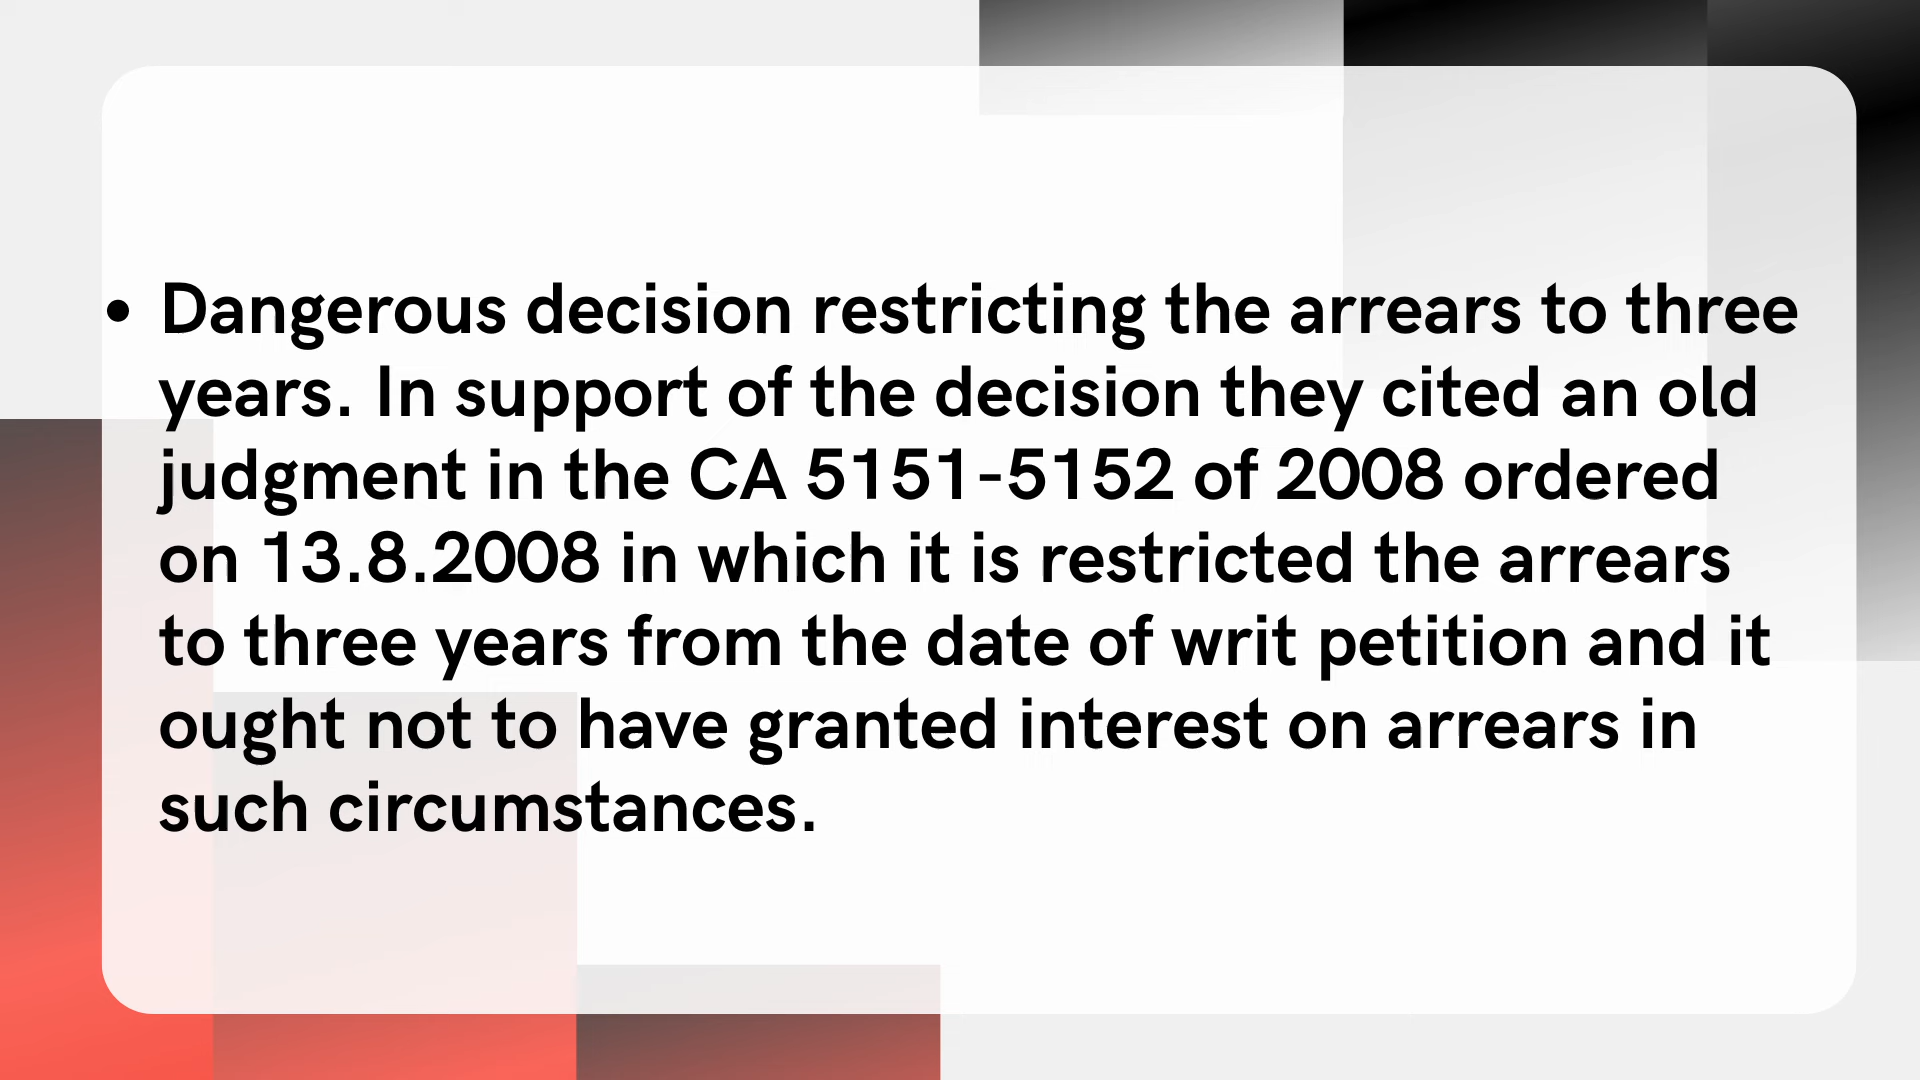 • Dangerous decision restricting the arrears to three
years. In support of the decision they cited an old
judgment in the CA 5151-5152 of 2008 ordered
on 13.8.2008 in which it is restricted the arrears
to three years from the date of writ petition and it
ought not to have granted interest on arrears in
such circumstances.